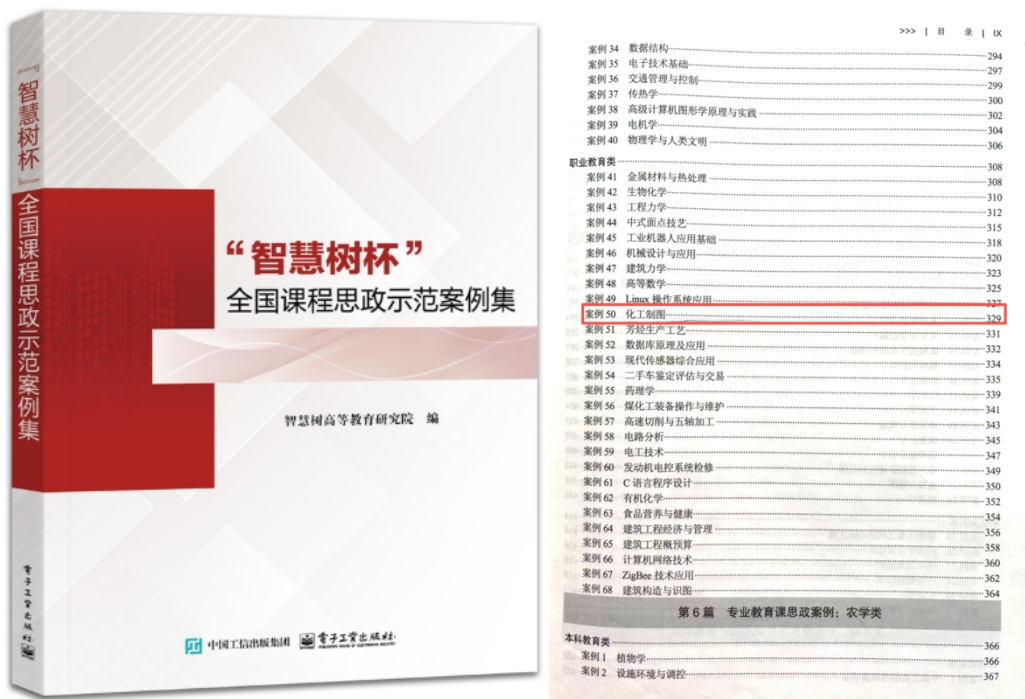 “智慧树杯”
全国课程思政示范案例集
“智慧树杯”
全国课程思政示范案例集
智慧树高等教育研究院 编
电子工业出版社
中国工信出版集团
电子工业出版社
PUBLISHING HOUSE OF ELECTRONICS INDUSTRY
>>> | 目 录 | IX
案例 34 数据结构 294
案例 35 电子技术基础 297
案例 36 交通管理与控制 299
案例 37 传热学 300
案例 38 高级计算机图形学原理与实践 302
案例 39 电机学 304
案例 40 物理学与人类文明 306
职业教育类 308
案例 41 金属材料与热处理 308
案例 42 生物化学 310
案例 43 工程力学 312
案例 44 中式面点技艺 315
案例 45 工业机器人应用基础 318
案例 46 机械设计与应用 320
案例 47 建筑力学 323
案例 48 高等数学 325
案例 49 Linux 操作系统应用 327
案例 50 化工制图 329
案例 51 芳烃生产工艺 331
案例 52 数据库原理及应用 332
案例 53 现代传感器综合应用 334
案例 54 二手车鉴定评估与交易 335
案例 55 药理学 339
案例 56 煤化工装备操作与维护 341
案例 57 高速切削与五轴加工 343
案例 58 电路分析 345
案例 59 电工技术 347
案例 60 发动机电控系统检修 349
案例 61 C 语言程序设计 350
案例 62 有机化学 352
案例 63 食品营养与健康 354
案例 64 建筑工程经济与管理 356
案例 65 建筑工程概预算 358
案例 66 计算机网络技术 360
案例 67 ZigBee 技术应用 362
案例 68 建筑构造与识图 364
第 6 篇 专业教育课思政案例：农学类
本科教育类 366
案例 1 植物学 366
案例 2 设施环境与调控 367